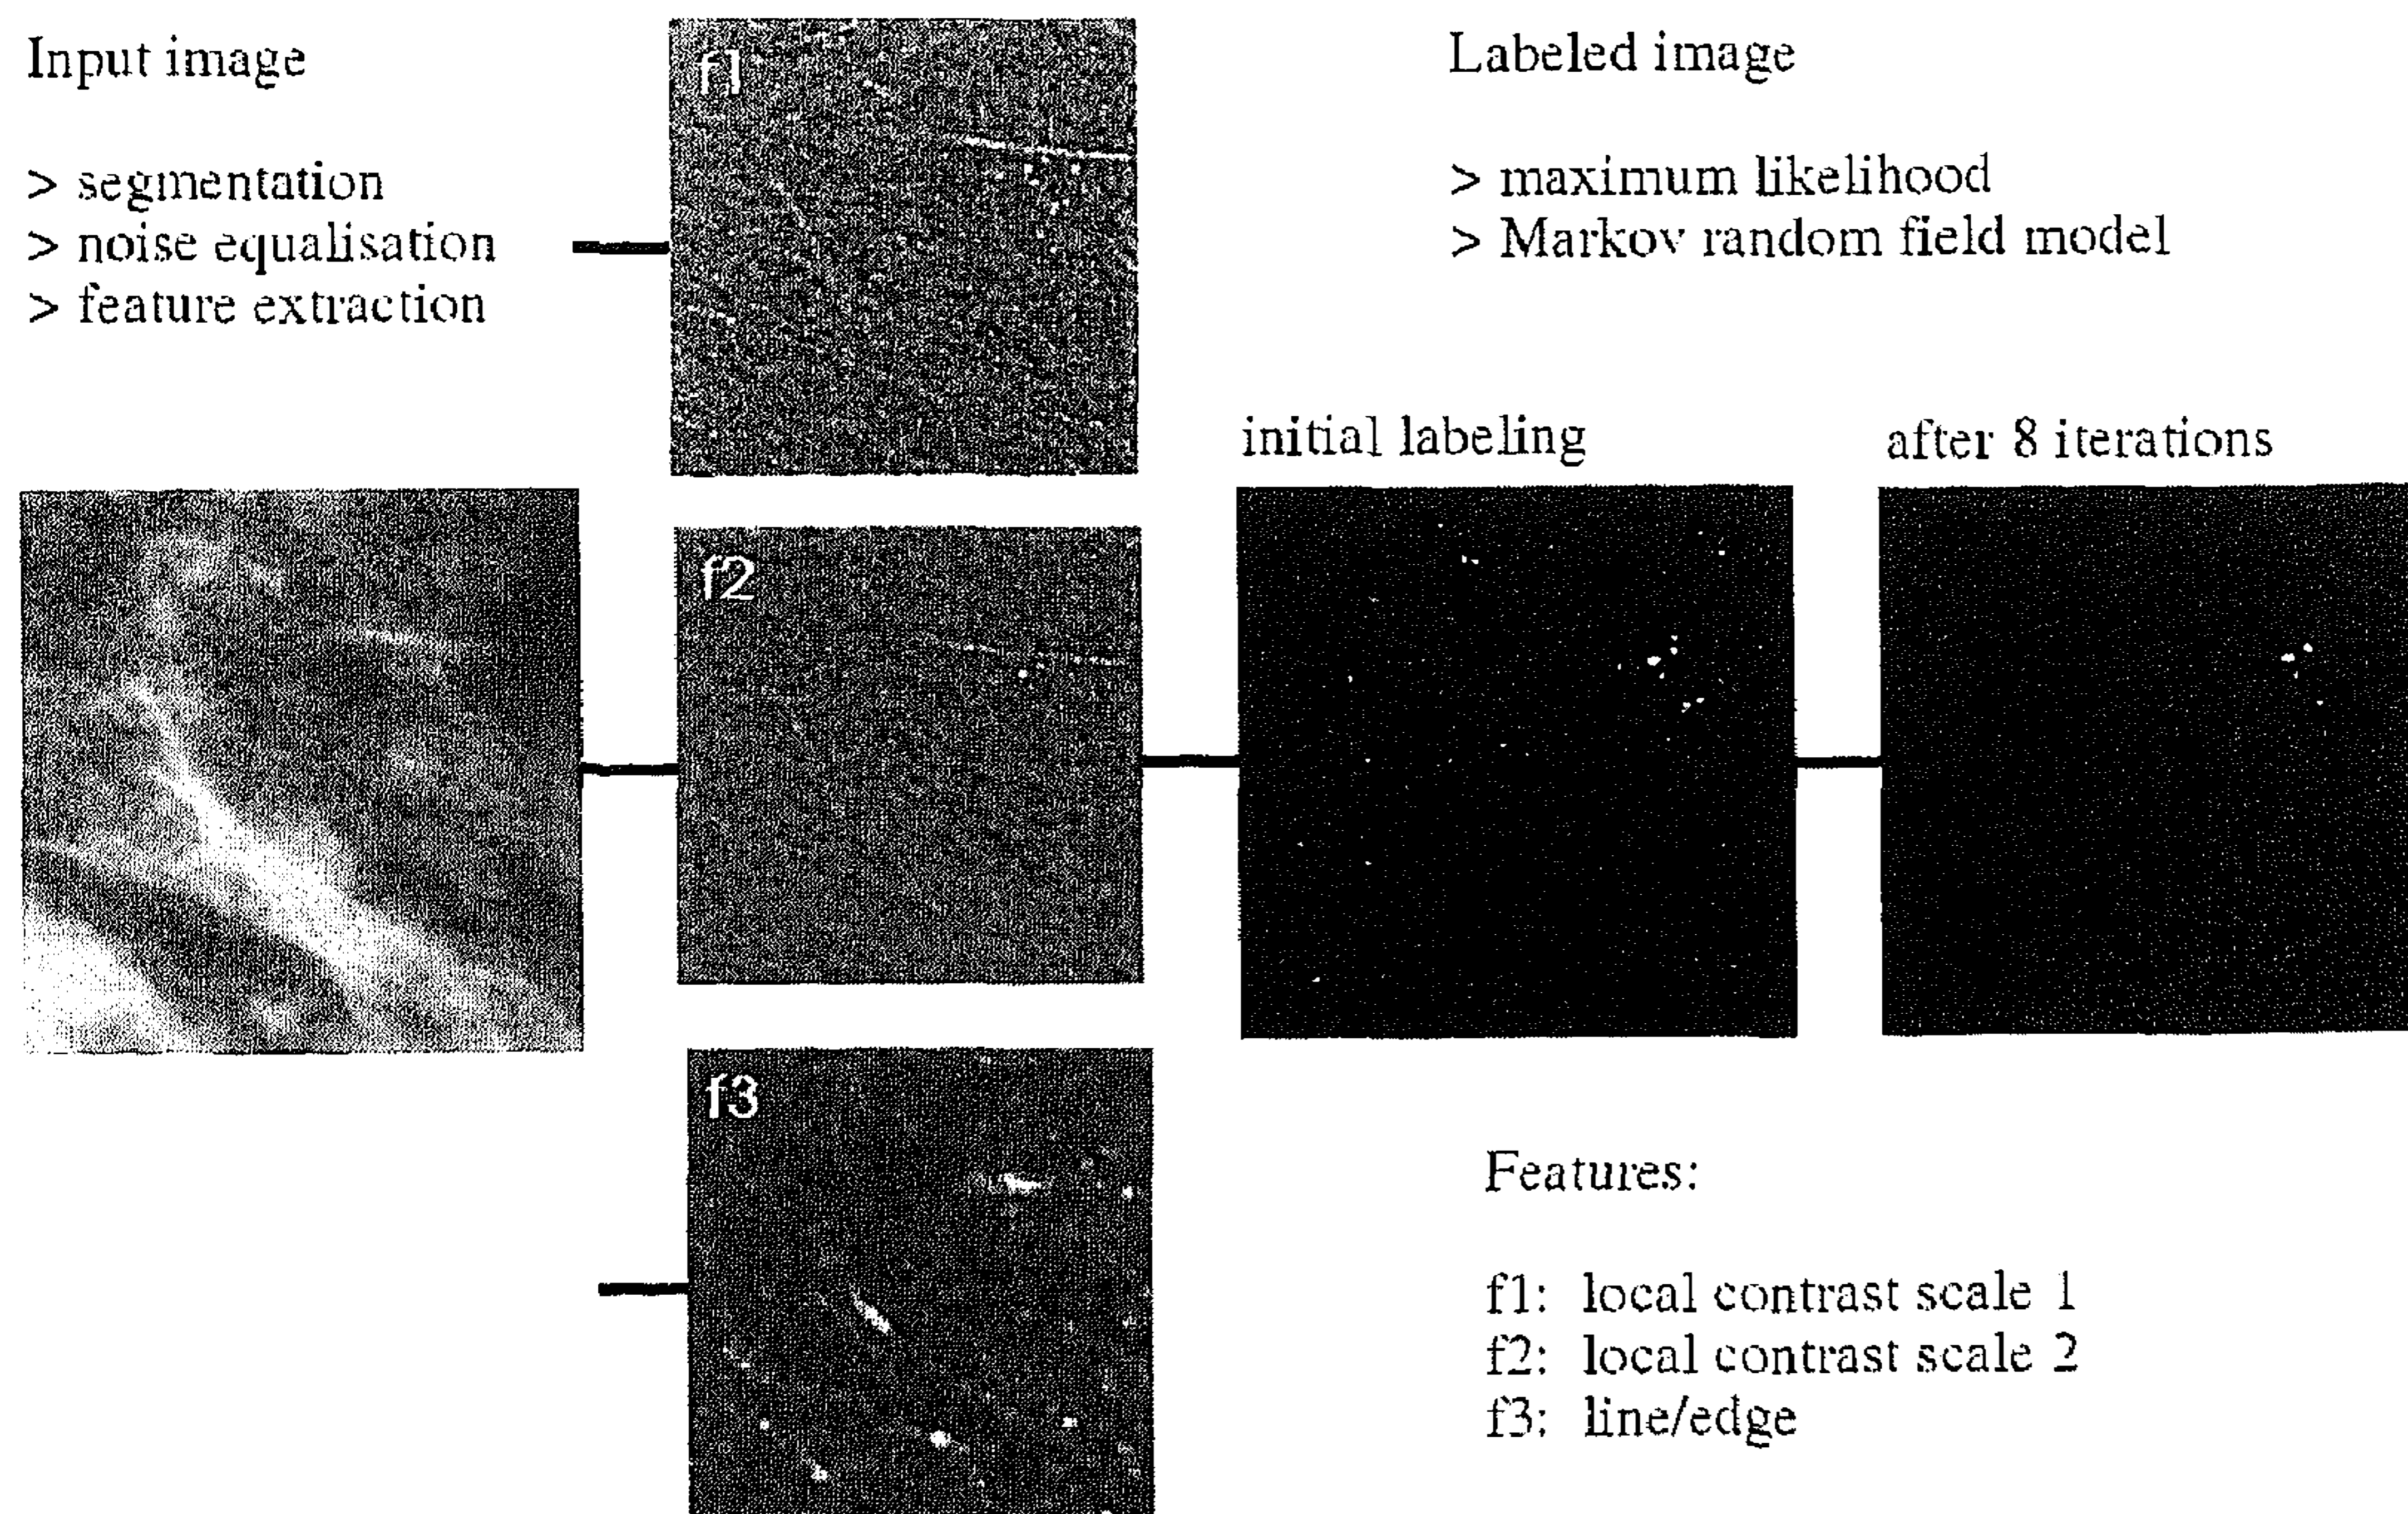 Input image
> segmentation
> noise equalisation
> feature extraction
f1
Labeled image
> maximum likelihood
> Markov random field model
initial labeling
after 8 iterations
f2
f3
Features:
f1: local contrast scale 1
f2: local contrast scale 2
f3: line/edge